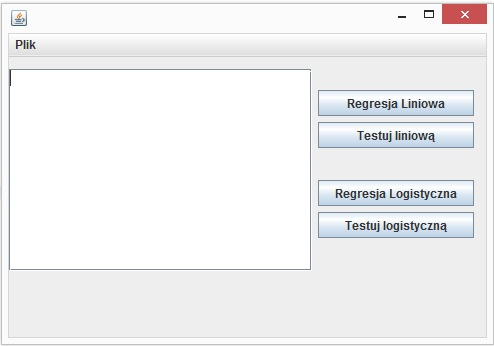 Plik
Regresja Liniowa
Testuj liniową
Regresja Logistyczna
Testuj logistyczną